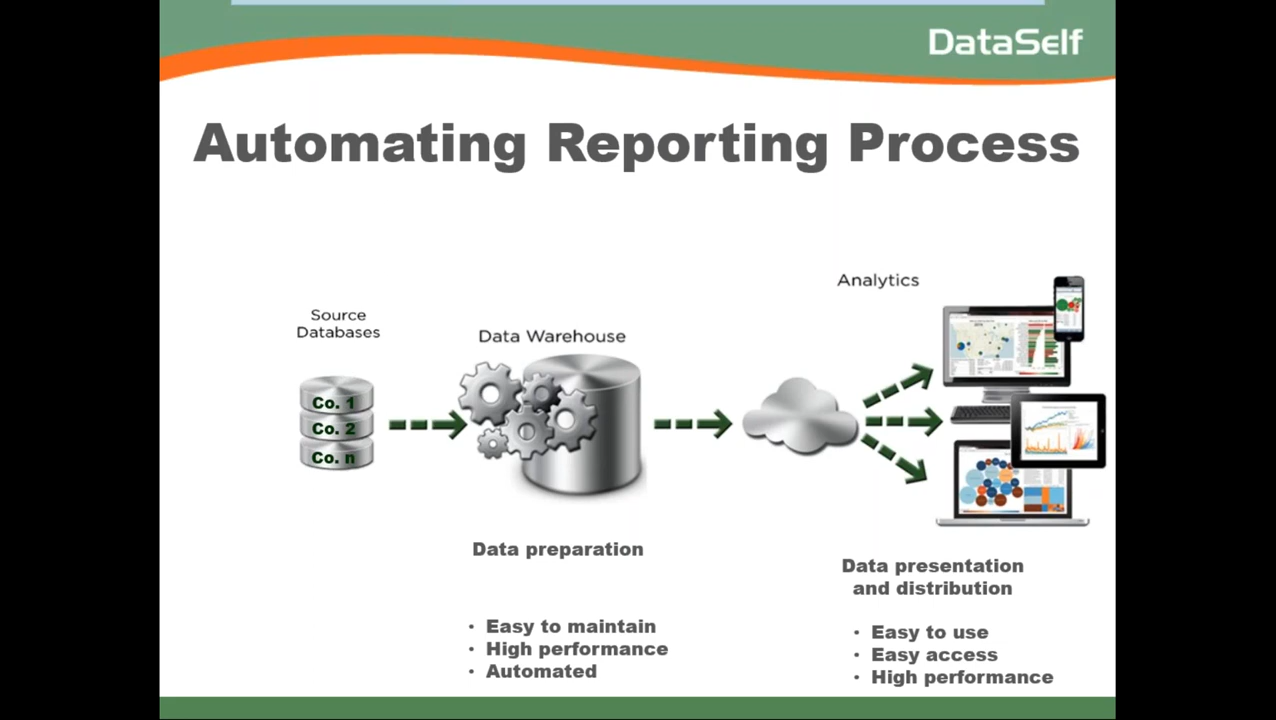 DataSelf
Automating Reporting Process
Source
Databases
Co. 1
Co. 2
Co. n
Data Warehouse
Analytics
Data preparation
• Easy to maintain
• High performance
• Automated
Data presentation
and distribution
• Easy to use
• Easy access
• High performance